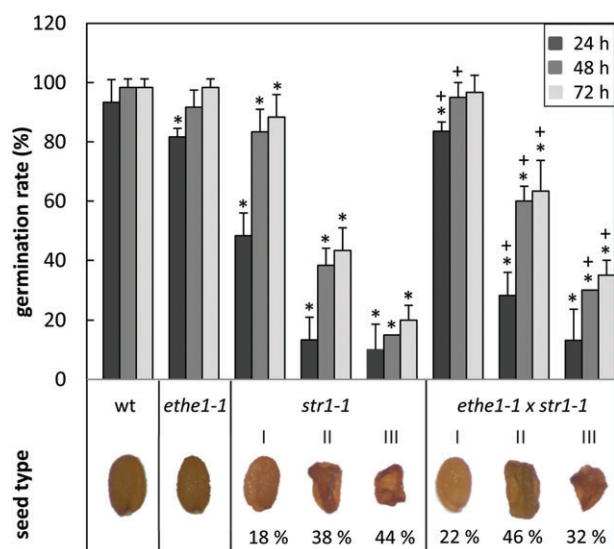 germination rate (%)
120
100
80
60
40
20
0
24 h
48 h
72 h
*
*
*
*
*
*
*
*
*
*
+
*
+
+
*
+
*
+
*
*
+
*
+
*
wt
ethe1-1
str1-1
ethe1-1 x str1-1
seed type
I
II
III
I
II
III
18 %
38 %
44 %
22 %
46 %
32 %